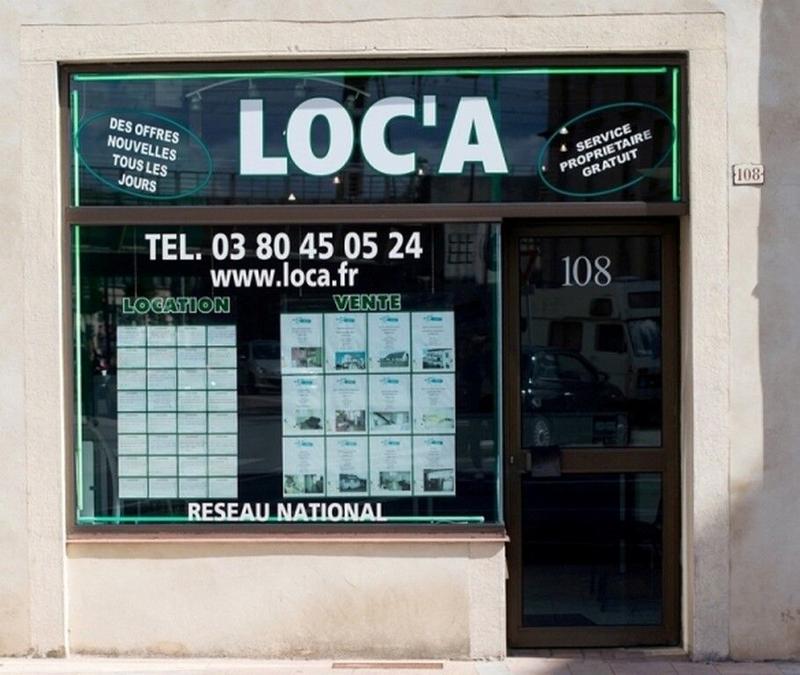 LOC'A
DES OFFRES
NOUVELLES
TOUS LES
JOURS
SERVICE
PROPRIETAIRE
GRATUIT
108
TEL. 03 80 45 05 24
www.loca.fr
108
LOCATION
VENTE
RESEAU NATIONAL